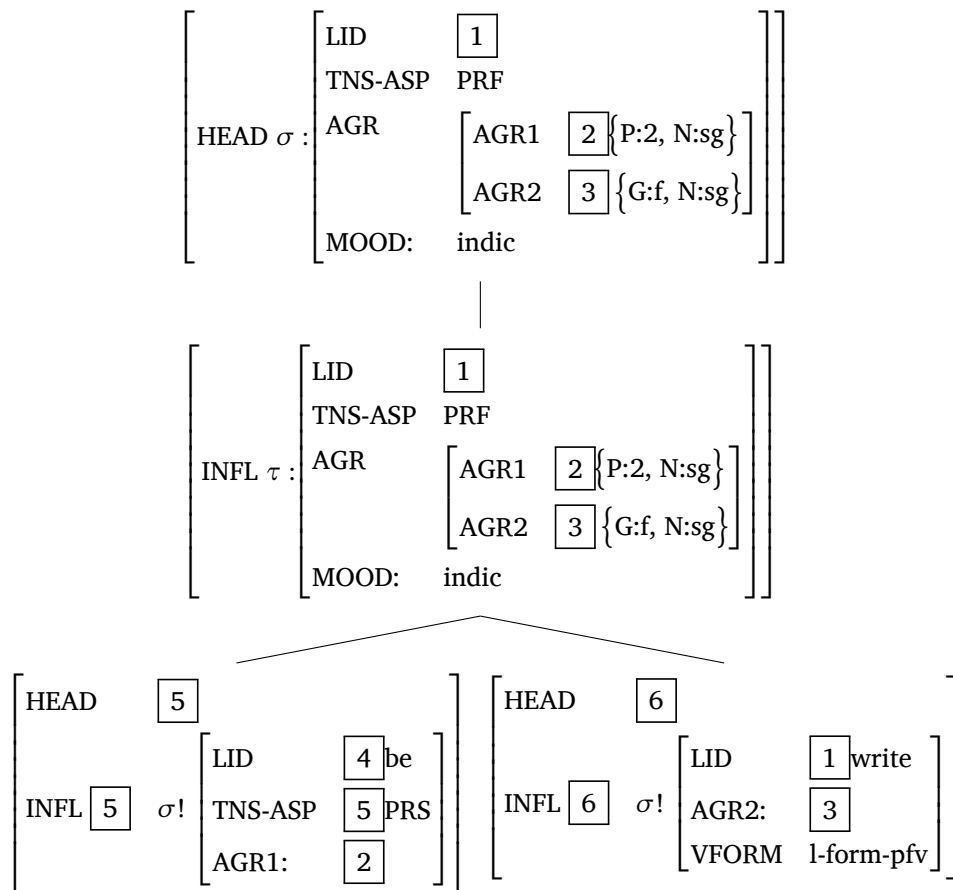 LID 1
TNS-ASP PRF
HEAD σ : AGR AGR1 2 {P:2, N:sg}
AGR2 3 {G:f, N:sg}
MOOD: indic
LID 1
TNS-ASP PRF
INFL τ : AGR AGR1 2 {P:2, N:sg}
AGR2 3 {G:f, N:sg}
MOOD: indic
HEAD 5
INFL 5 σ! LID 4 be
TNS-ASP 5 PRS
AGR1: 2
HEAD 6
INFL 6 σ! LID 1 write
AGR2: 3
VFORM l-form-pfv